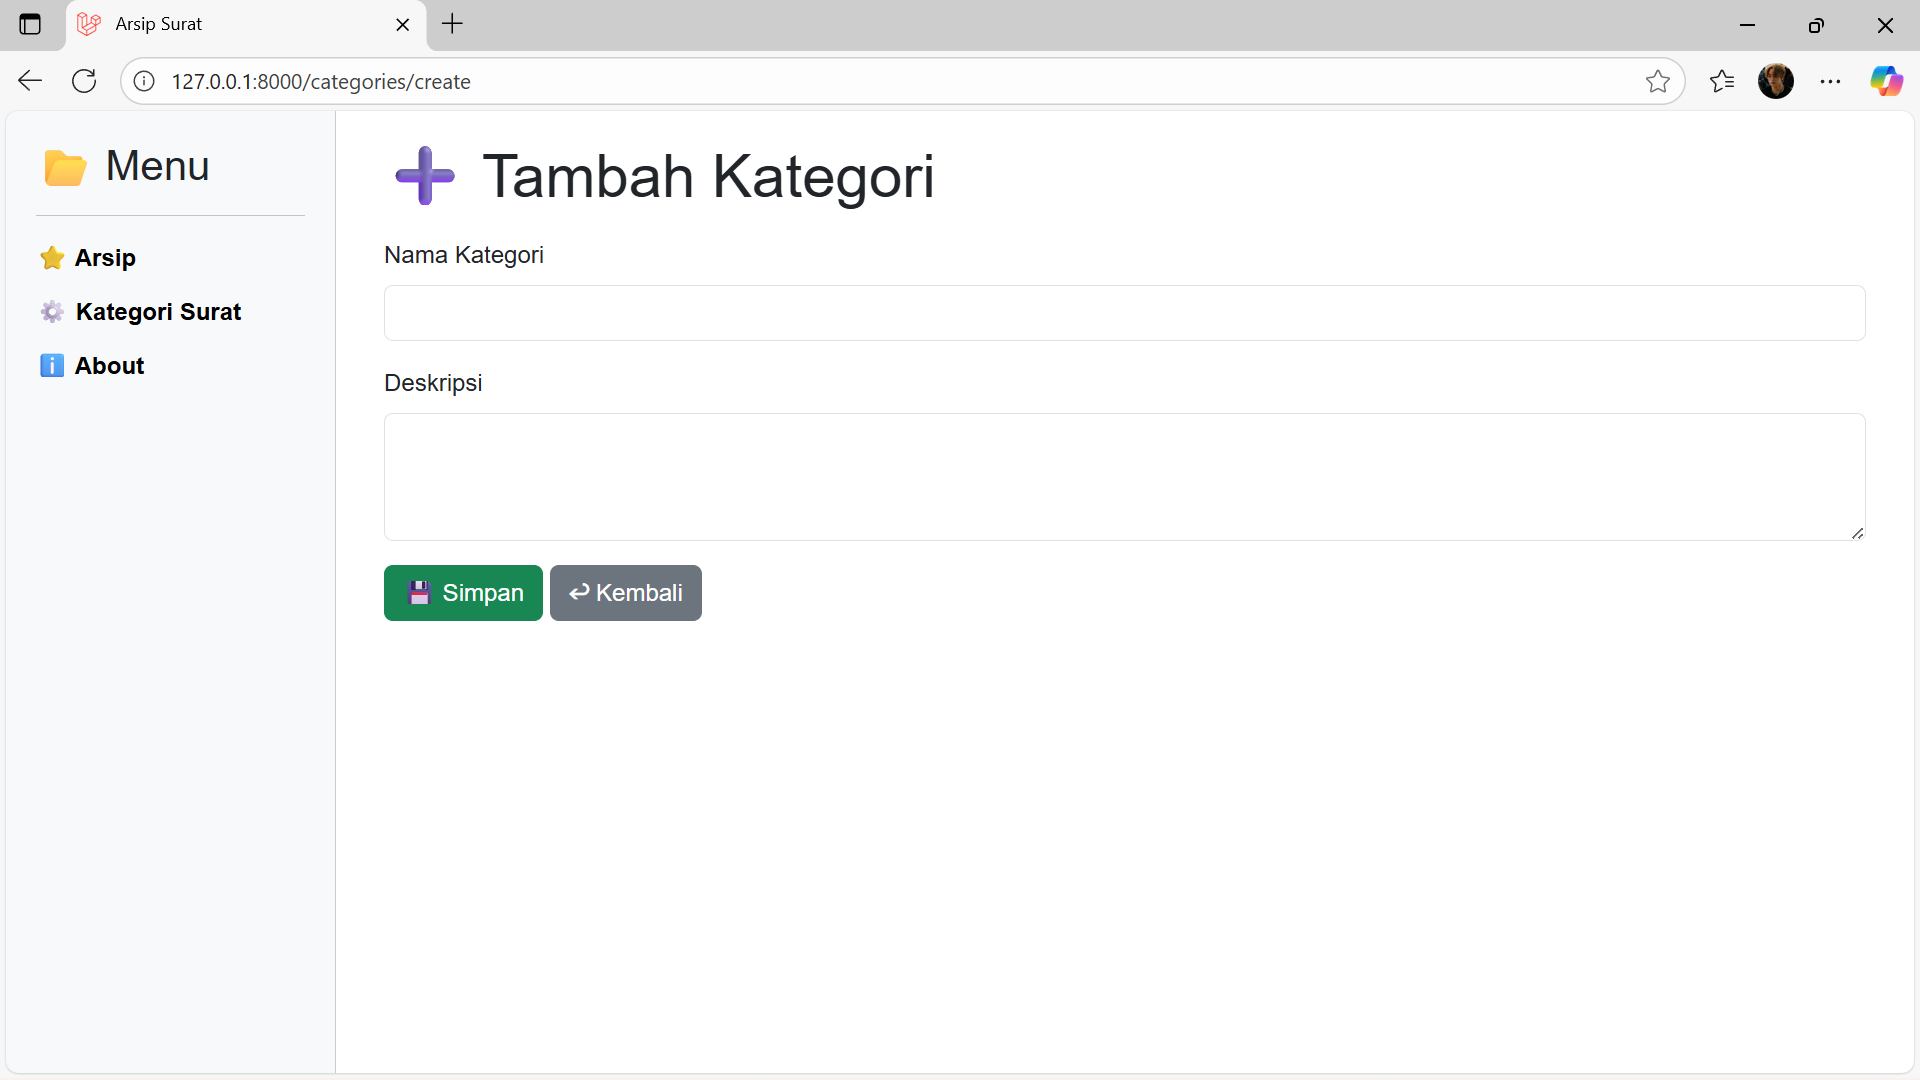 Arsip Surat
127.0.0.1:8000/categories/create
Menu
Arsip
Kategori Surat
About
Tambah Kategori
Nama Kategori
Deskripsi
Simpan
Kembali